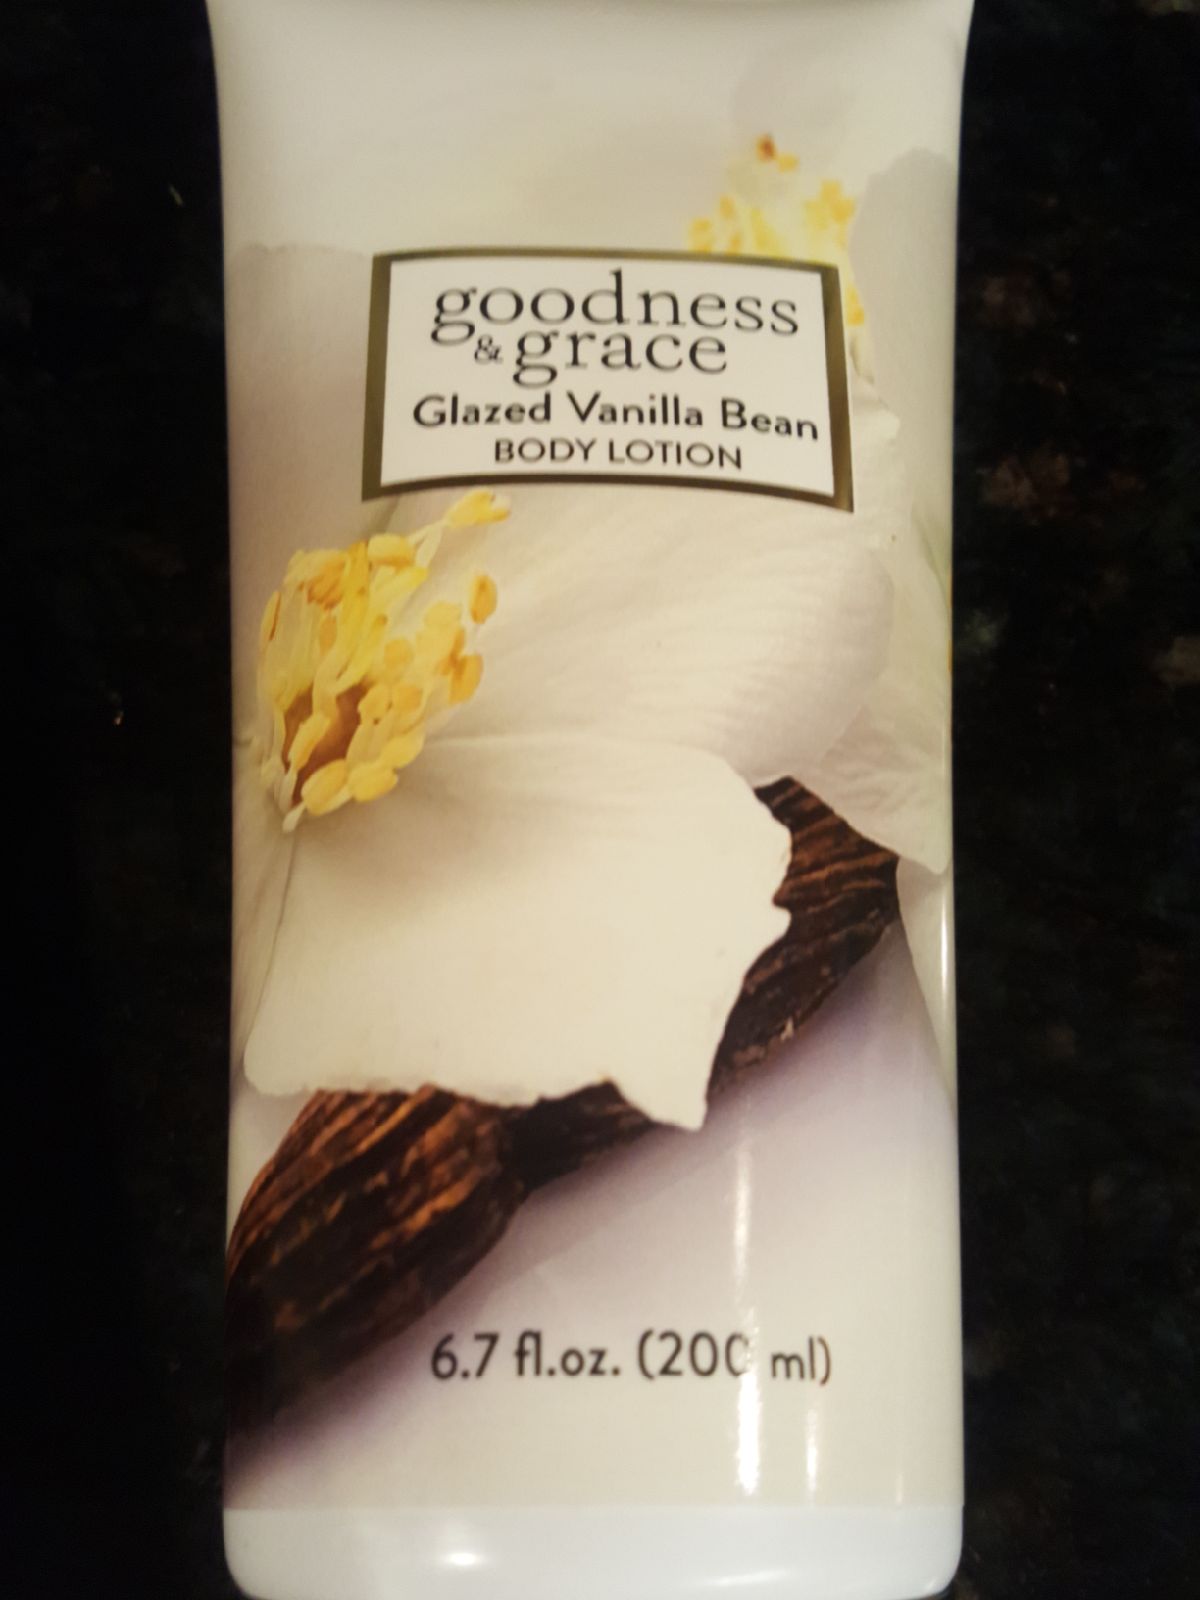 goodness
& grace
Glazed Vanilla Bean
BODY LOTION
6.7 fl.oz. (200 ml)